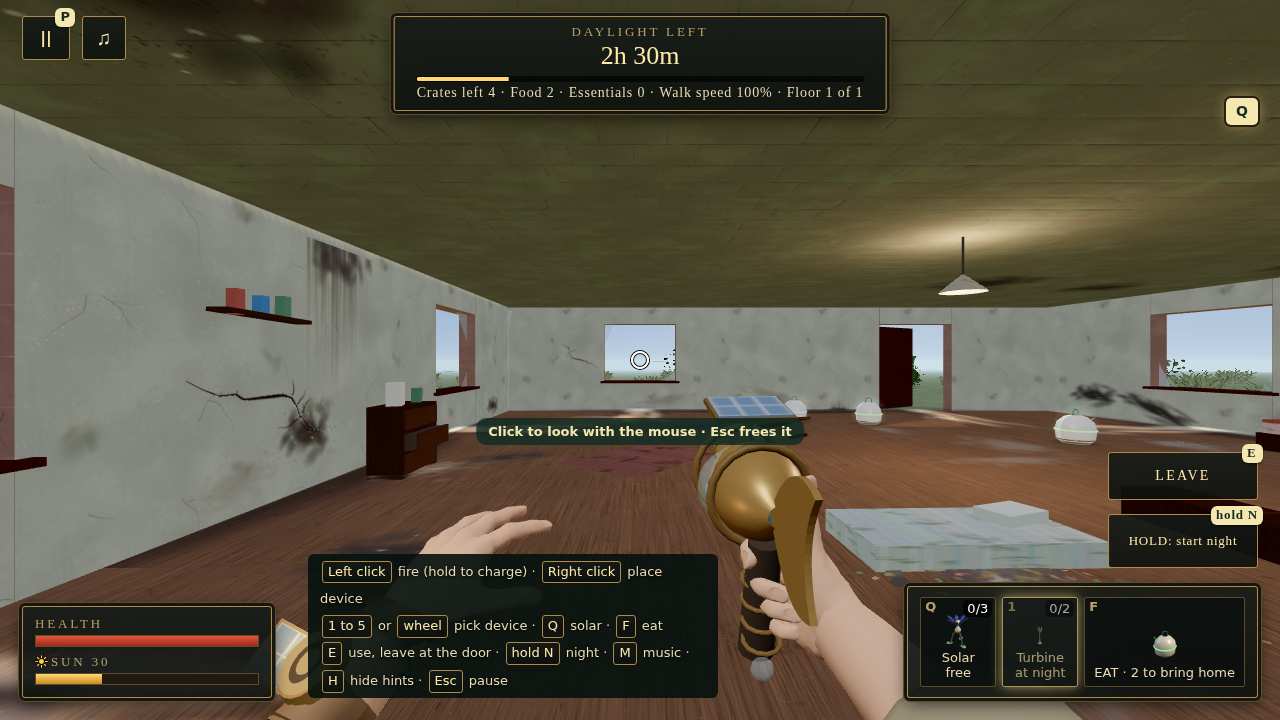 P
DAYLIGHT LEFT
2h 30m
Crates left 4 · Food 2 · Essentials 0 · Walk speed 100% · Floor 1 of 1
Q
Click to look with the mouse · Esc frees it
E
LEAVE
hold N
HOLD: start night
Left click fire (hold to charge) · Right click place
device
1 to 5 or wheel pick device · Q solar · F eat
E use, leave at the door · hold N night · M music ·
H hide hints · Esc pause
HEALTH
SUN 30
Q 0/3
Solar
free
1 0/2
Turbine
at night
F
EAT · 2 to bring home